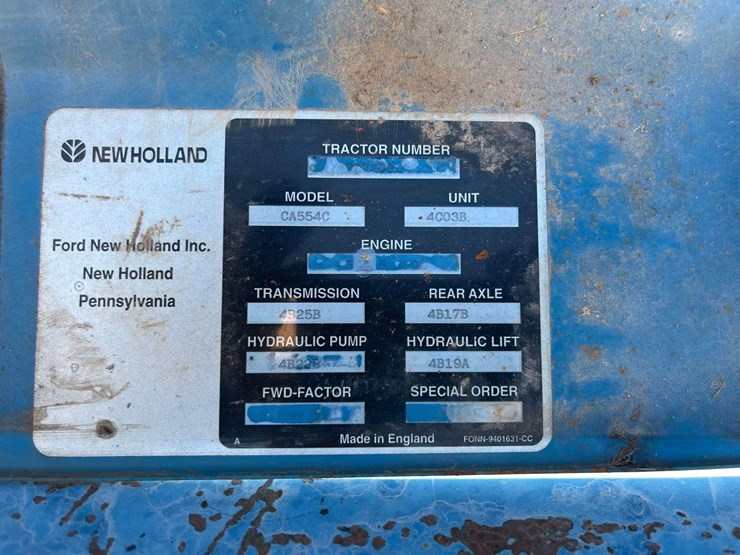 NEW HOLLAND
Ford New Holland Inc.
New Holland
Pennsylvania
TRACTOR NUMBER
MODEL UNIT
CA554C 4C03B
ENGINE
TRANSMISSION REAR AXLE
4B25B 4B17B
HYDRAULIC PUMP HYDRAULIC LIFT
4B22B 4B19A
FWD-FACTOR SPECIAL ORDER
A Made in England FONN-9401631-CC